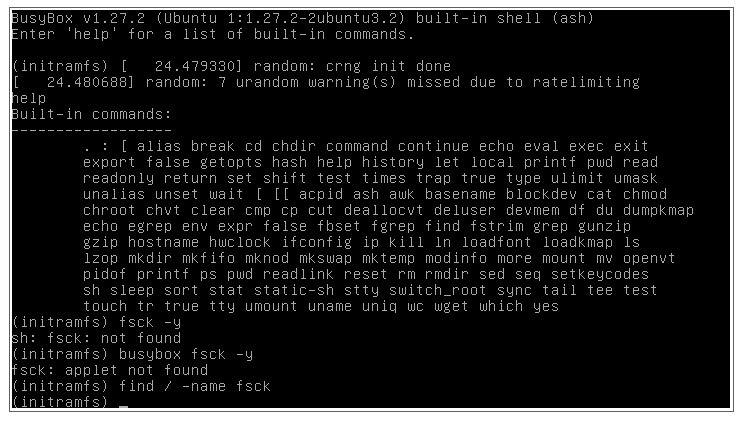 BusyBox v1.27.2 (Ubuntu 1:1.27.2-2ubuntu3.2) built-in shell (ash)
Enter 'help' for a list of built-in commands.
(initramfs) [   24.479330] random: crng init done
[   24.480688] random: 7 urandom warning(s) missed due to ratelimiting
help
Built-in commands:
------------------
        . : [ alias break cd chdir command continue echo eval exec exit
        export false getopts hash help history let local printf pwd read
        readonly return set shift test times trap true type ulimit umask
        unalias unset wait [ [[ acpid ash awk basename blockdev cat chmod
        chroot chvt clear cmp cp cut deallocvt deluser devmem df du dumpkmap
        echo egrep env expr false fbset fgrep find fstrim grep gunzip
        gzip hostname hwclock ifconfig ip kill ln loadfont loadkmap ls
        lzop mkdir mkfifo mknod mkswap mktemp modinfo more mount mv openvt
        pidof printf ps pwd readlink reset rm rmdir sed seq setkeycodes
        sh sleep sort stat static-sh stty switch_root sync tail tee test
        touch tr true tty umount uname uniq wc wget which yes
(initramfs) fsck -y
sh: fsck: not found
(initramfs) busybox fsck -y
fsck: applet not found
(initramfs) find / -name fsck
(initramfs) _